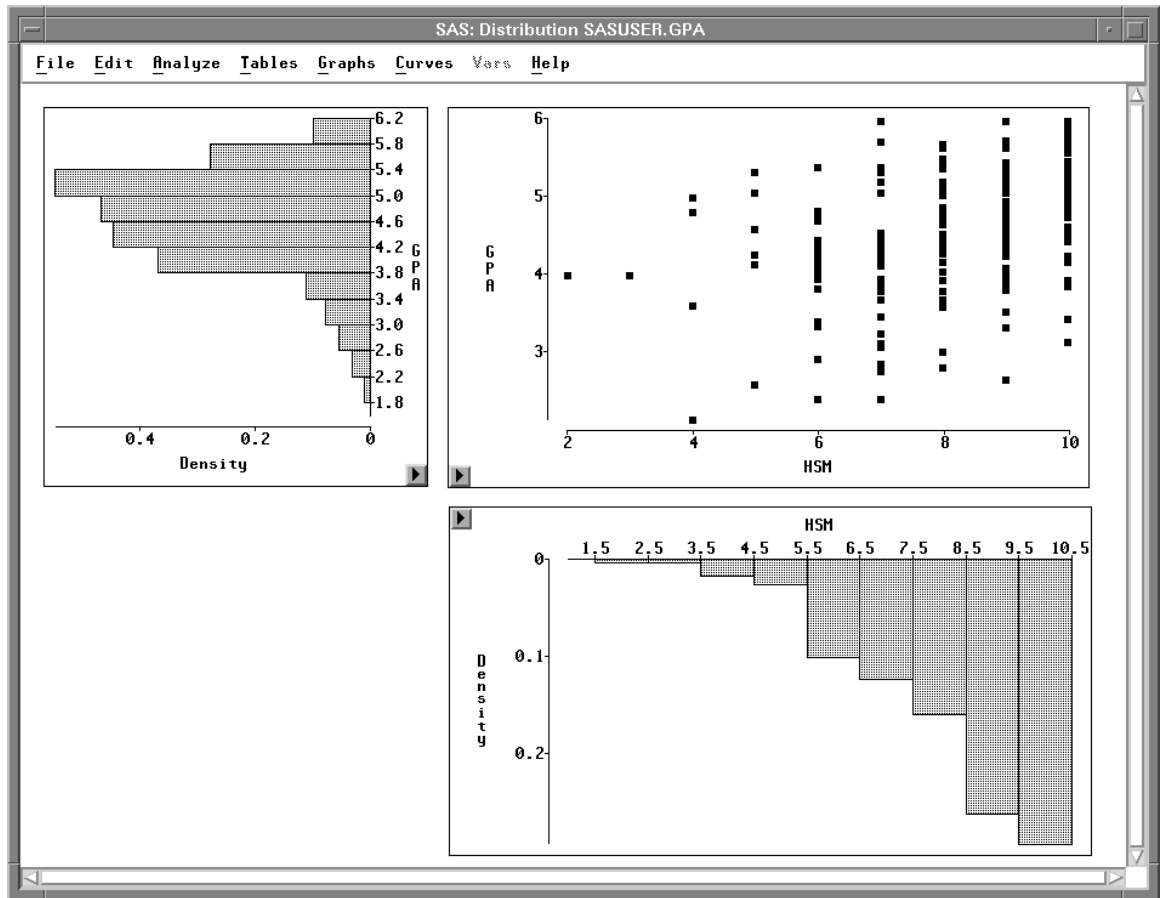 SAS: Distribution SASUSER.GPA
File Edit Analyze Tables Graphs Curves Vars Help
6.2
5.8
5.4
5.0
4.6
4.2
3.8
3.4
3.0
2.6
2.2
1.8
GPA
0.4 0.2 0
Density
6
5
4
3
GPA
2 4 6 8 10
HSM
HSM
1.5 2.5 3.5 4.5 5.5 6.5 7.5 8.5 9.5 10.5
0
0.1
0.2
Density